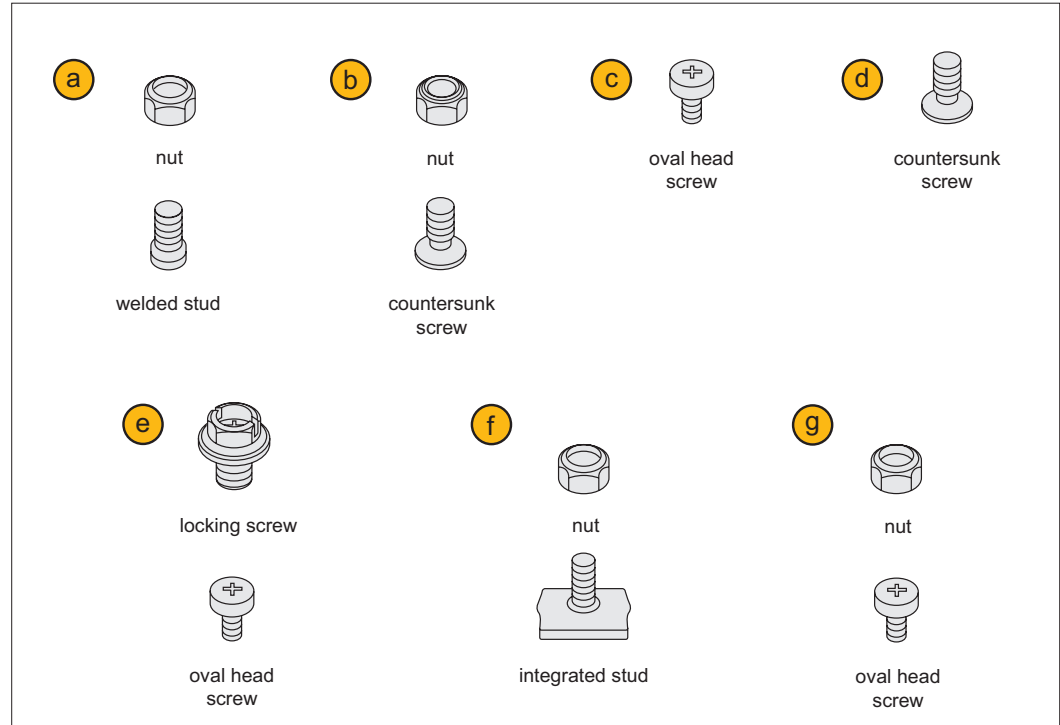 a
nut
welded stud
b
nut
countersunk
screw
c
oval head
screw
d
countersunk
screw
e
locking screw
oval head
screw
f
nut
integrated stud
g
nut
oval head
screw